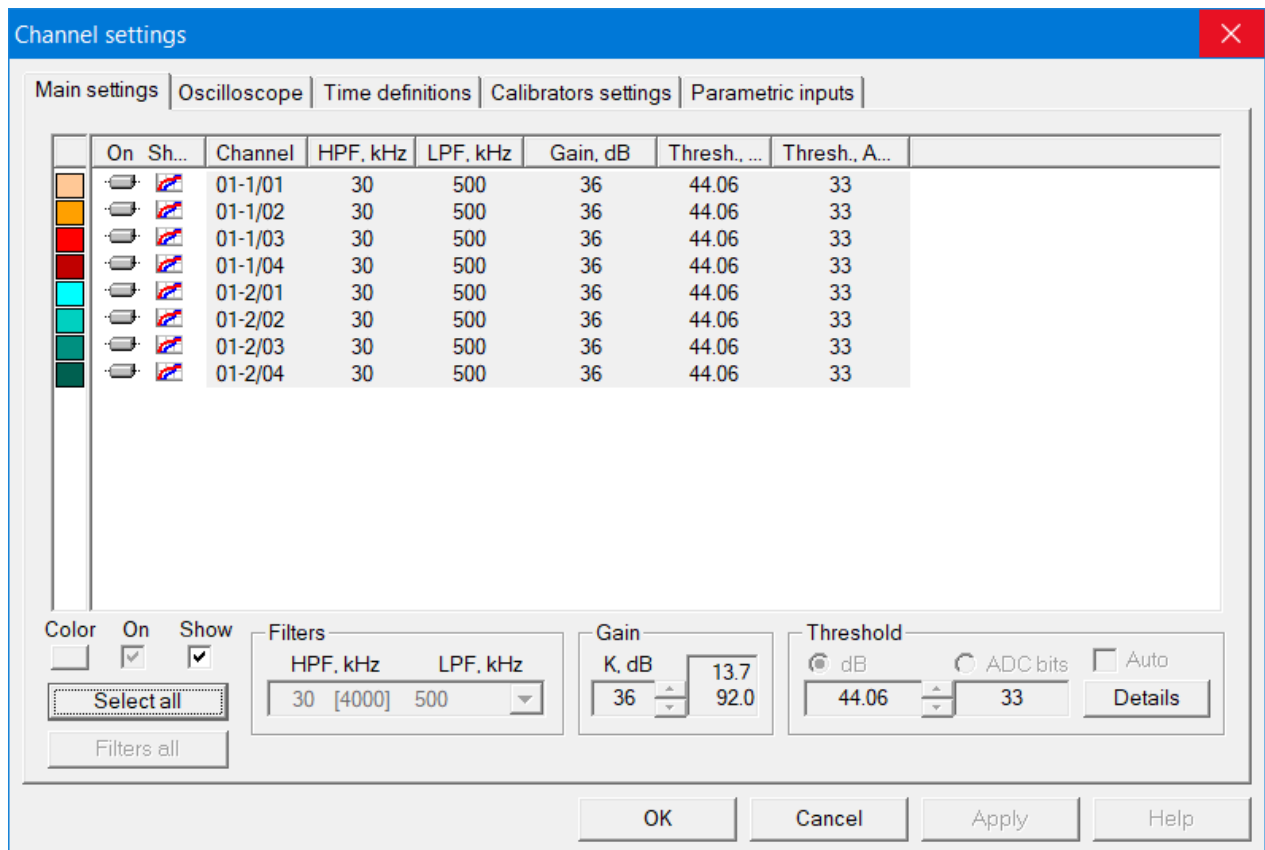 Channel settings
Main settings Oscilloscope Time definitions Calibrators settings Parametric inputs
On Sh... Channel HPF, kHz LPF, kHz Gain, dB Thresh., ... Thresh., A...
01-1/01 30 500 36 44.06 33
01-1/02 30 500 36 44.06 33
01-1/03 30 500 36 44.06 33
01-1/04 30 500 36 44.06 33
01-2/01 30 500 36 44.06 33
01-2/02 30 500 36 44.06 33
01-2/03 30 500 36 44.06 33
01-2/04 30 500 36 44.06 33
Color On Show Filters Gain Threshold
HPF, kHz LPF, kHz K, dB 13.7 dB ADC bits Auto
Select all 30 [4000] 500 36 92.0 44.06 33 Details
Filters all
OK Cancel Apply Help